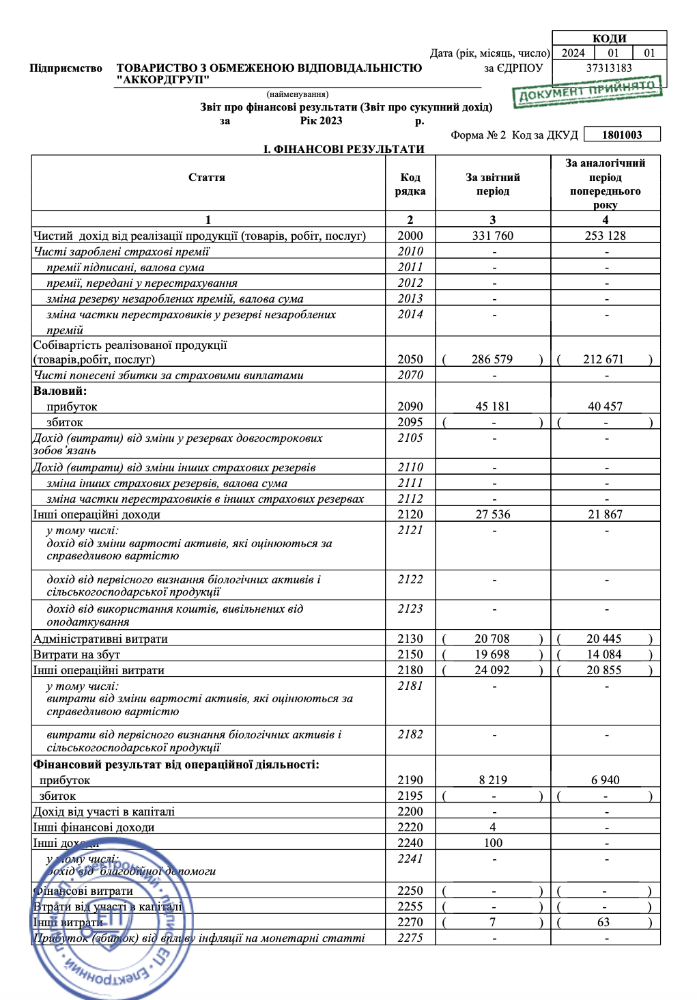 КОДИ
Дата (рік, місяць, число) 2024 01 01
Підприємство ТОВАРИСТВО З ОБМЕЖЕНОЮ ВІДПОВІДАЛЬНІСТЮ за ЄДРПОУ 37313183
"АККОРДГРУП"
ДОКУМЕНТ ПРИЙНЯТО
(найменування)
Звіт про фінансові результати (Звіт про сукупний дохід)
за Рік 2023 р.
Форма № 2 Код за ДКУД 1801003
І. ФІНАНСОВІ РЕЗУЛЬТАТИ
Стаття Код рядка За звітний період За аналогічний період попереднього року
1 2 3 4
Чистий дохід від реалізації продукції (товарів, робіт, послуг) 2000 331 760 253 128
Чисті зароблені страхові премії 2010 - -
премії підписані, валова сума 2011 - -
премії, передані у перестрахування 2012 - -
зміна резерву незароблених премій, валова сума 2013 - -
зміна частки перестраховиків у резерві незароблених 2014 - -
премій
Собівартість реалізованої продукції
(товарів,робіт, послуг) 2050 ( 286 579 ) ( 212 671 )
Чисті понесені збитки за страховими виплатами 2070 - -
Валовий:
прибуток 2090 45 181 40 457
збиток 2095 ( - ) ( - )
Дохід (витрати) від зміни у резервах довгострокових 2105 - -
зобов’язань
Дохід (витрати) від зміни інших страхових резервів 2110 - -
зміна інших страхових резервів, валова сума 2111 - -
зміна частки перестраховиків в інших страхових резервах 2112 - -
Інші операційні доходи 2120 27 536 21 867
у тому числі: 2121 - -
дохід від зміни вартості активів, які оцінюються за
справедливою вартістю
дохід від первісного визнання біологічних активів і 2122 - -
сільськогосподарської продукції
дохід від використання коштів, вивільнених від 2123 - -
оподаткування
Адміністративні витрати 2130 ( 20 708 ) ( 20 445 )
Витрати на збут 2150 ( 19 698 ) ( 14 084 )
Інші операційні витрати 2180 ( 24 092 ) ( 20 855 )
у тому числі: 2181 - -
витрати від зміни вартості активів, які оцінюються за
справедливою вартістю
витрати від первісного визнання біологічних активів і 2182 - -
сільськогосподарської продукції
Фінансовий результат від операційної діяльності:
прибуток 2190 8 219 6 940
збиток 2195 ( - ) ( - )
Дохід від участі в капіталі 2200 - -
Інші фінансові доходи 2220 4 -
Інші доходи 2240 100 -
у тому числі: 2241 - -
дохід від благодійної допомоги
Фінансові витрати 2250 ( - ) ( - )
Втрати від участі в капіталі 2255 ( - ) ( - )
Інші витрати 2270 ( 7 ) ( 63 )
Прибуток (збиток) від впливу інфляції на монетарні статті 2275 - -
ЕП • Електронний • підпис • ЕП • Електронний • підпис •
ЕП